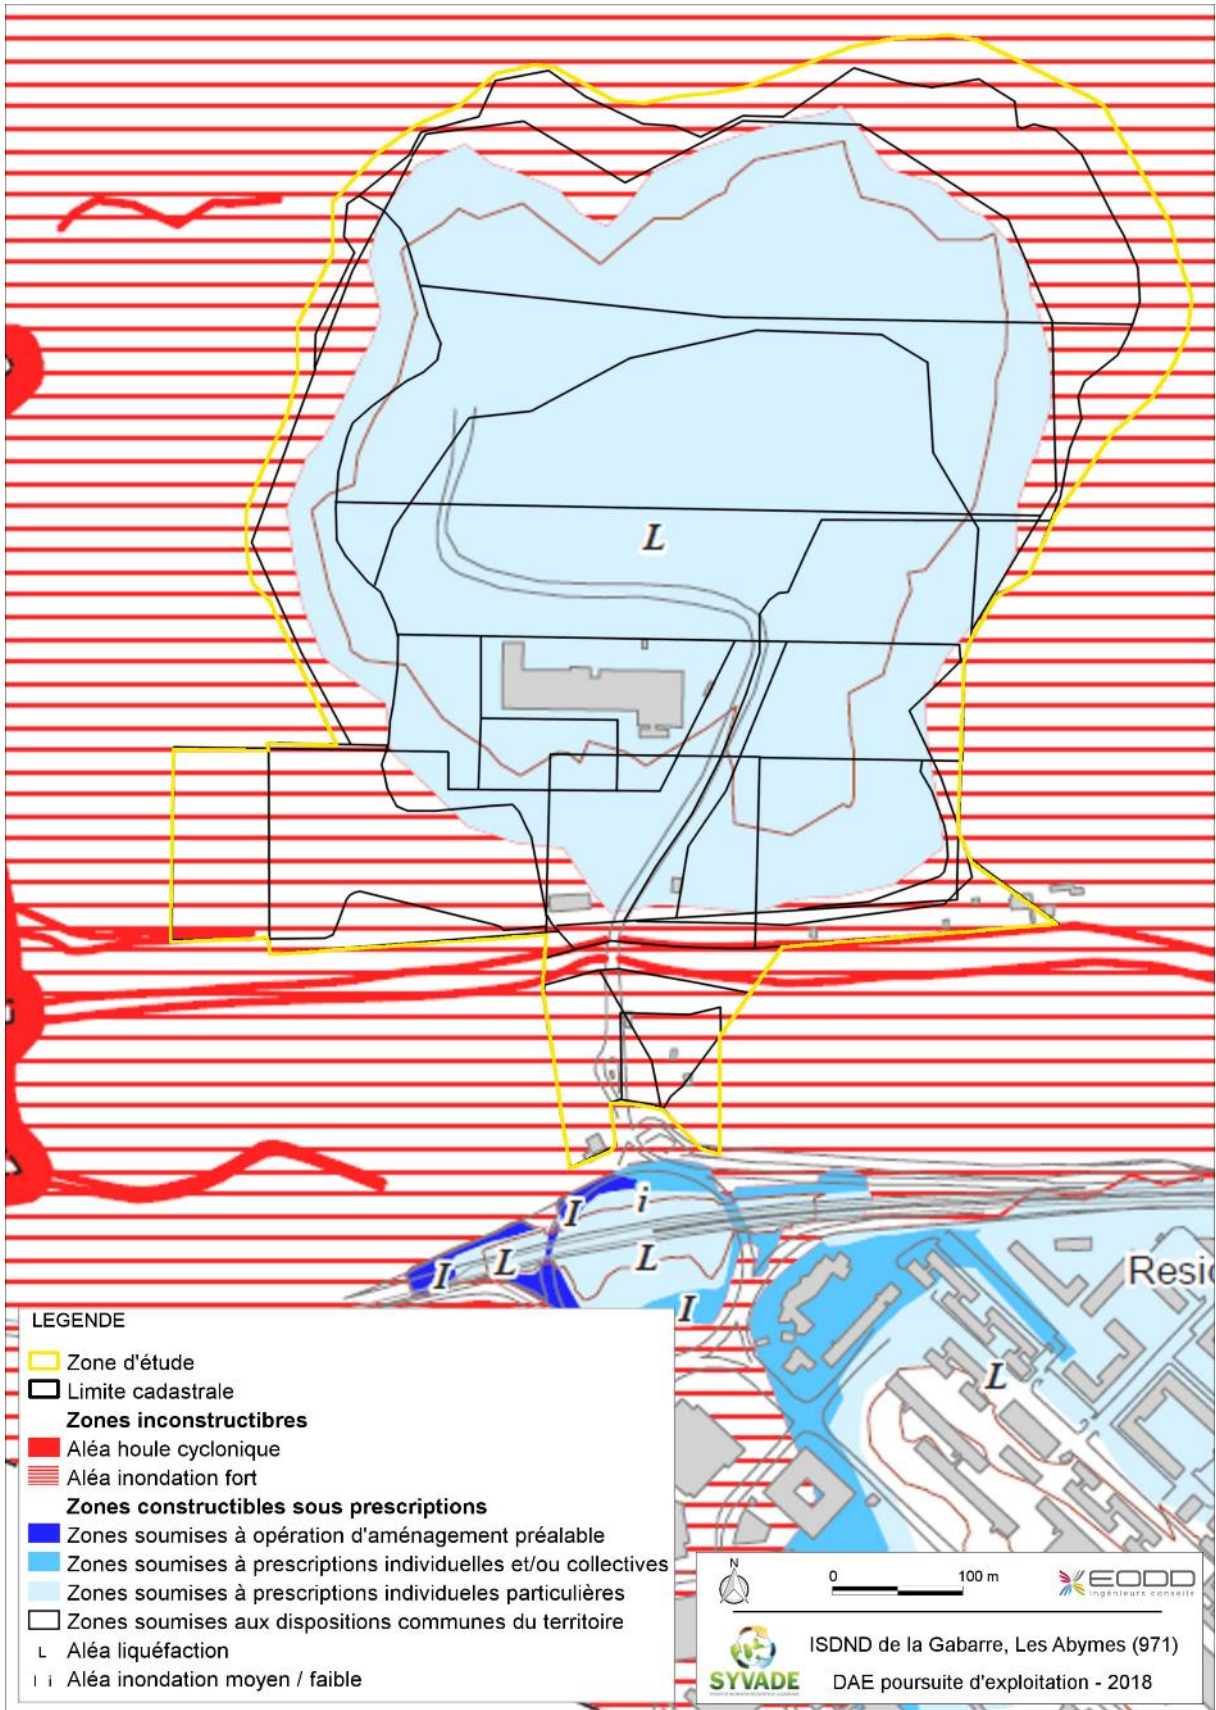 L
I
i
L
L
I
I
Resid
L
LEGENDE
Zone d'étude
Limite cadastrale
Zones inconstructibres
Aléa houle cyclonique
Aléa inondation fort
Zones constructibles sous prescriptions
Zones soumises à opération d'aménagement préalable
Zones soumises à prescriptions individuelles et/ou collectives
Zones soumises à prescriptions individueles particulières
Zones soumises aux dispositions communes du territoire
L Aléa liquéfaction
I i Aléa inondation moyen / faible
N
0 100 m
EODD
ingénieurs conseils
SYVADE
ISDND de la Gabarre, Les Abymes (971)
DAE poursuite d'exploitation - 2018